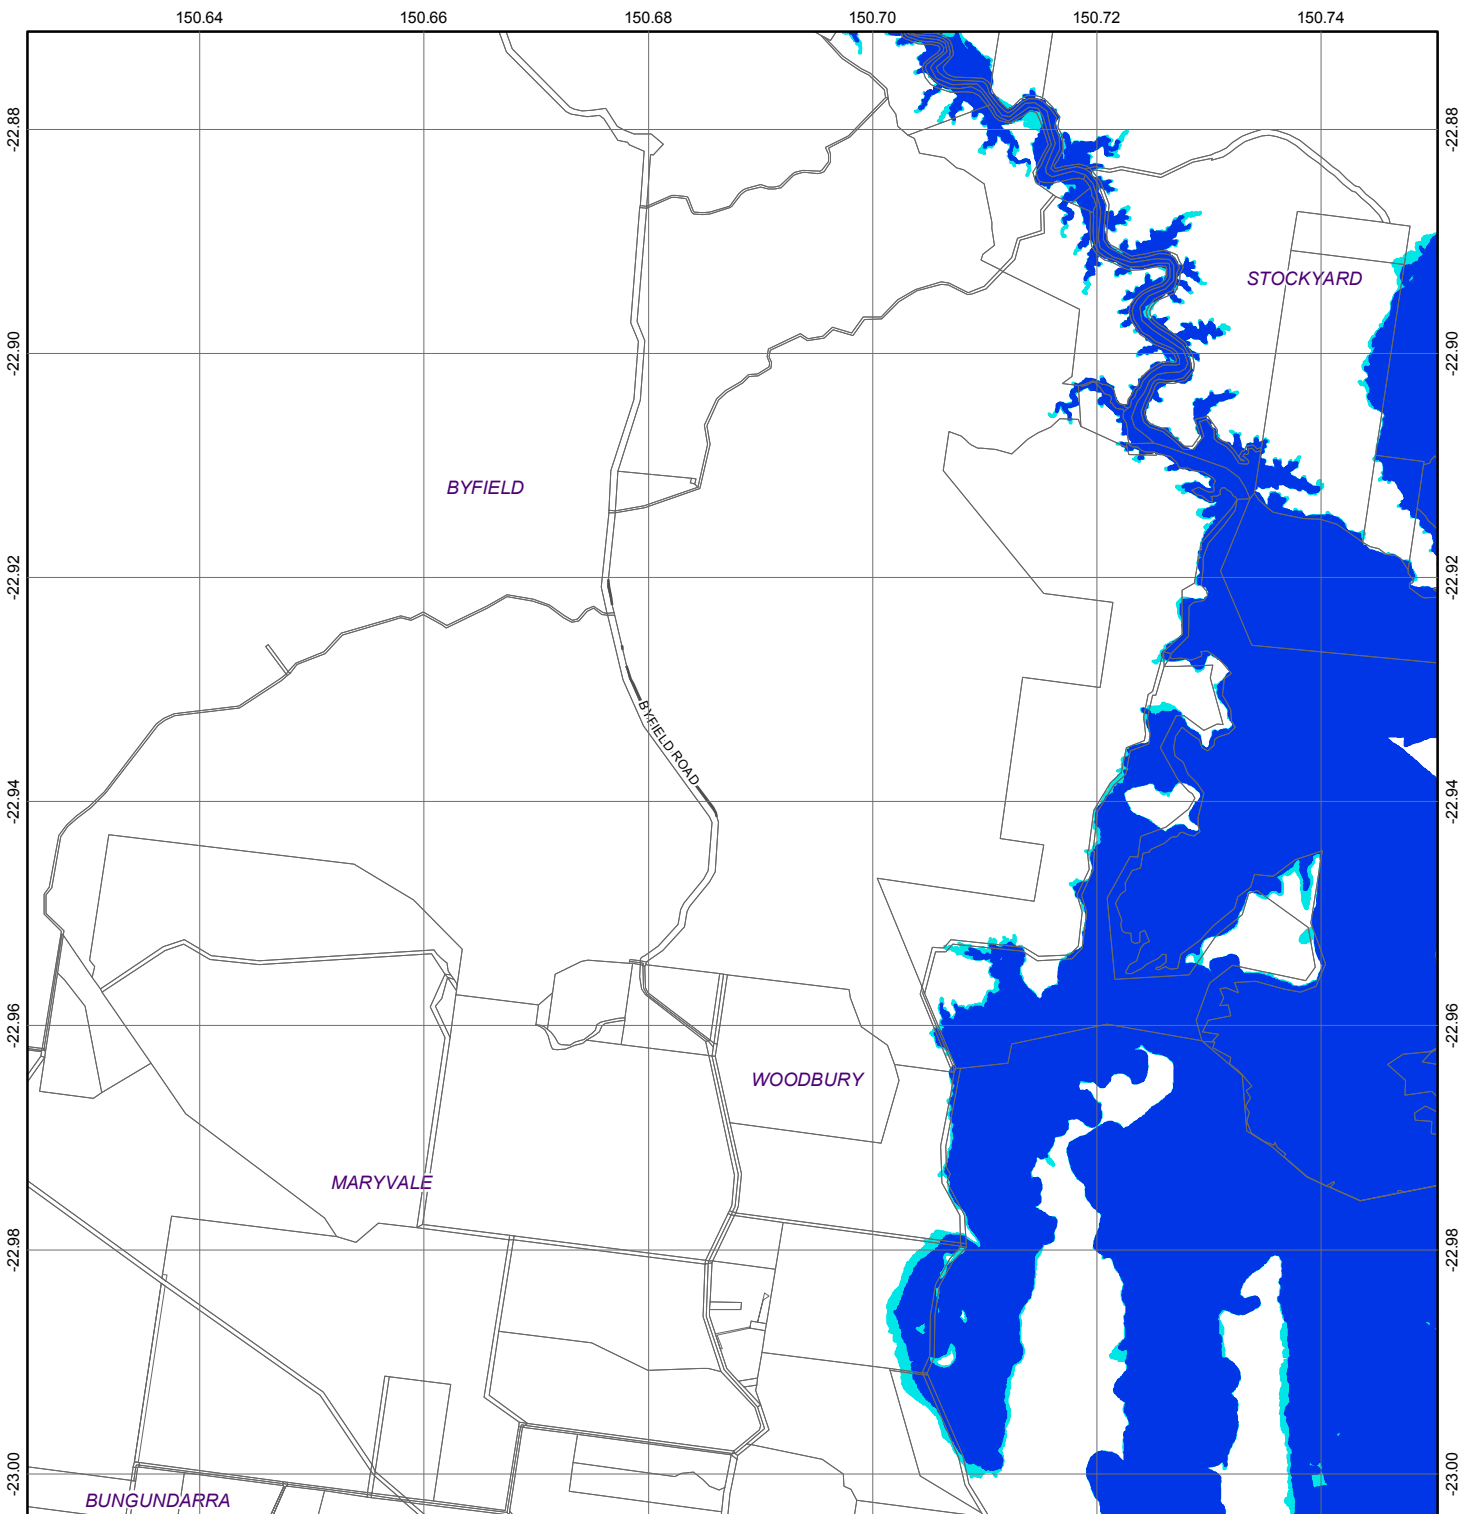 150.64 150.66 150.68 150.70 150.72 150.74
-22.88 -22.88
STOCKYARD
-22.90 -22.90
BYFIELD
-22.92 -22.92
BYFIELD ROAD
-22.94 -22.94
-22.96 -22.96
WOODBURY
MARYVALE
-22.98 -22.98
-23.00 -23.00
BUNGUNDARRA